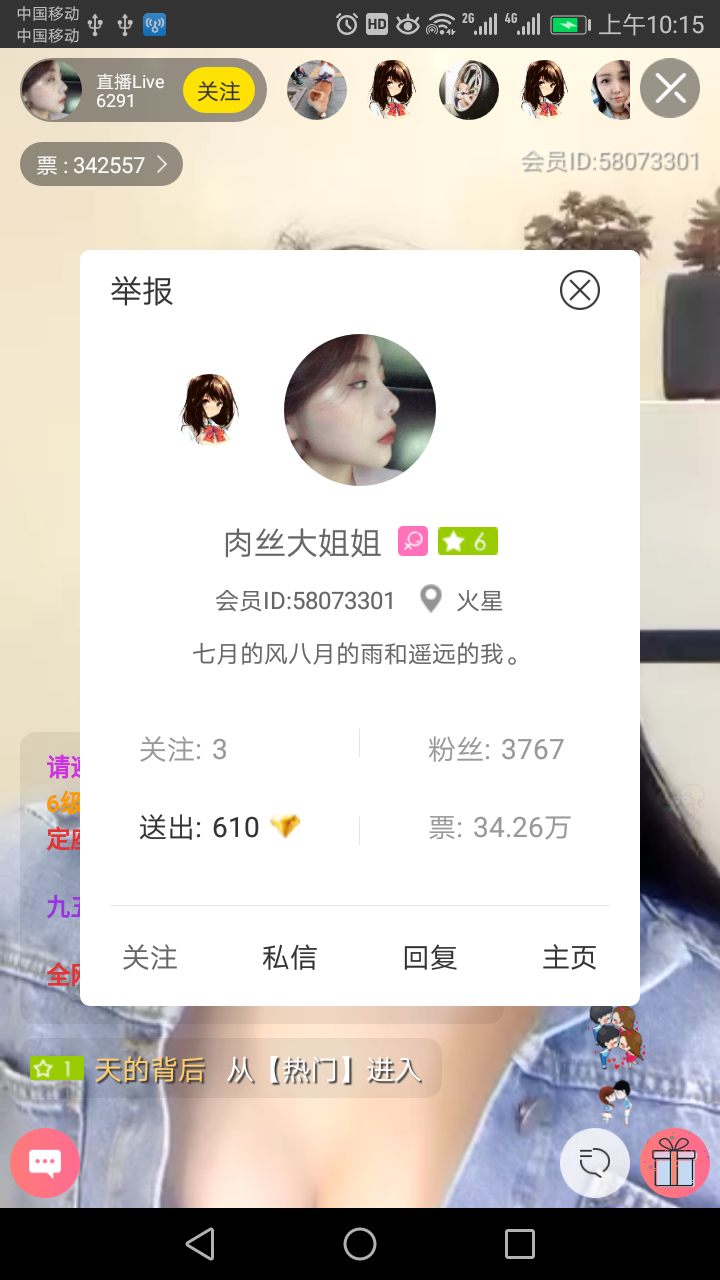 中国移动
中国移动
HD
2G
4G
上午10:15
直播Live
6291
关注
票 : 342557
会员ID:58073301
举报
肉丝大姐姐
6
会员ID:58073301 火星
七月的风八月的雨和遥远的我。
关注: 3
粉丝: 3767
送出: 610
票: 34.26万
请
6级
定
九五
全网
关注 私信 回复 主页
1 天的背后 从【热门】进入